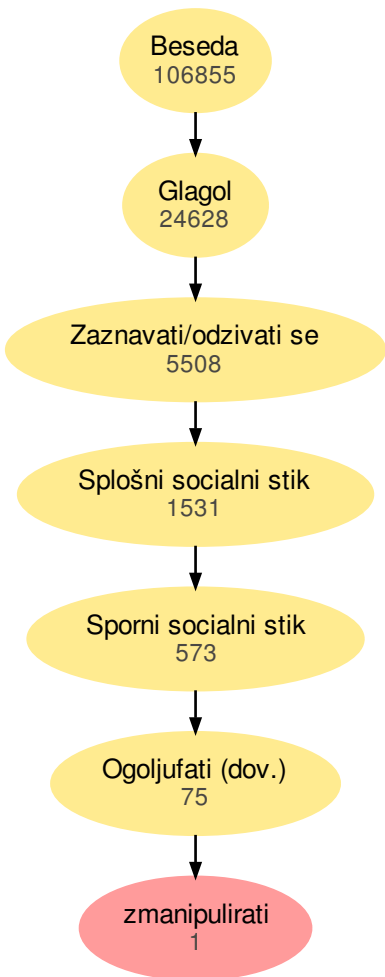 Beseda
106855
Glagol
24628
Zaznavati/odzivati se
5508
Splošni socialni stik
1531
Sporni socialni stik
573
Ogoljufati (dov.)
75
zmanipulirati
1